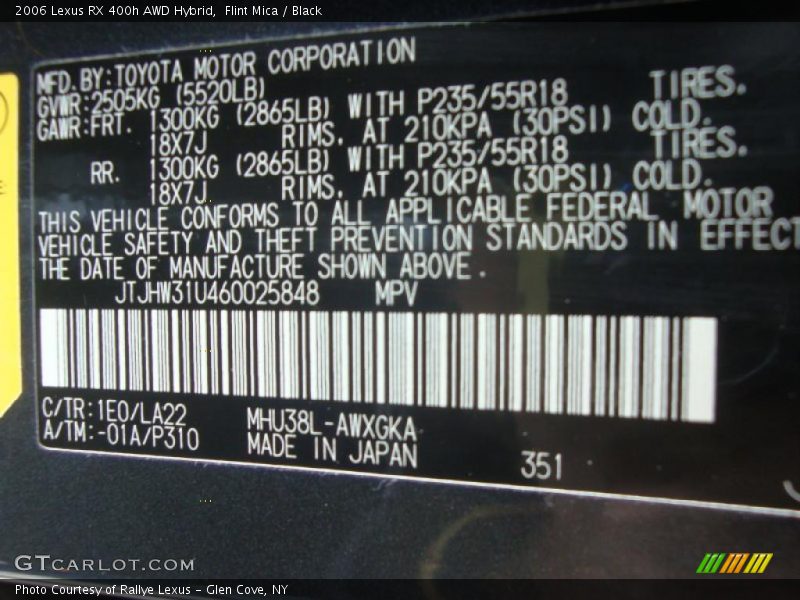 2006 Lexus RX 400h AWD Hybrid,  Flint Mica / Black
MFD. BY: TOYOTA MOTOR CORPORATION
GVWR: 2505KG (5520LB)
GAWR: FRT. 1300KG (2865LB) WITH P235/55R18 TIRES.
18X7J RIMS. AT 210KPA (30PSI) COLD.
RR. 1300KG (2865LB) WITH P235/55R18 TIRES.
18X7J RIMS. AT 210KPA (30PSI) COLD.
THIS VEHICLE CONFORMS TO ALL APPLICABLE FEDERAL MOTOR
VEHICLE SAFETY AND THEFT PREVENTION STANDARDS IN EFFECT
THE DATE OF MANUFACTURE SHOWN ABOVE.
JTJHW31U460025848 MPV
C/TR: 1E0/LA22 MHU38L-AWXGKA
A/TM: -01A/P310 MADE IN JAPAN 351
GTCARLOT.COM
Photo Courtesy of Rallye Lexus – Glen Cove, NY